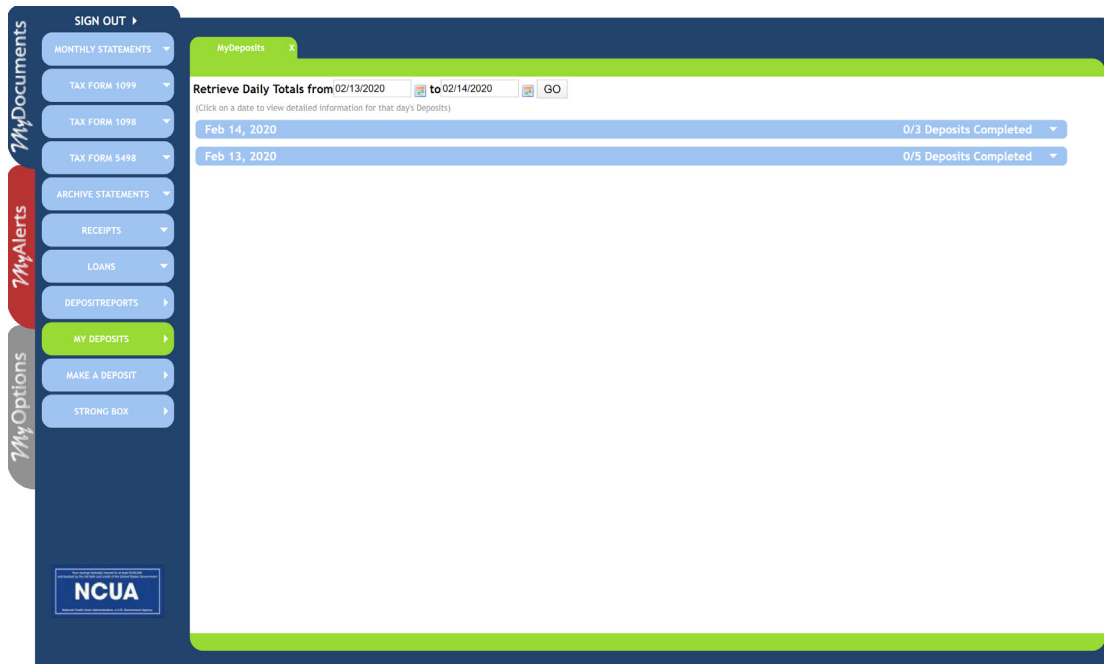 MyDocuments
MyAlerts
MyOptions
SIGN OUT
MONTHLY STATEMENTS
TAX FORM 1099
TAX FORM 1098
TAX FORM 5498
ARCHIVE STATEMENTS
RECEIPTS
LOANS
DEPOSITREPORTS
MY DEPOSITS
MAKE A DEPOSIT
STRONG BOX
NCUA
MyDeposits X
Retrieve Daily Totals from 02/13/2020 to 02/14/2020 GO
(Click on a date to view detailed information for that day's Deposits)
Feb 14, 2020 0/3 Deposits Completed
Feb 13, 2020 0/5 Deposits Completed